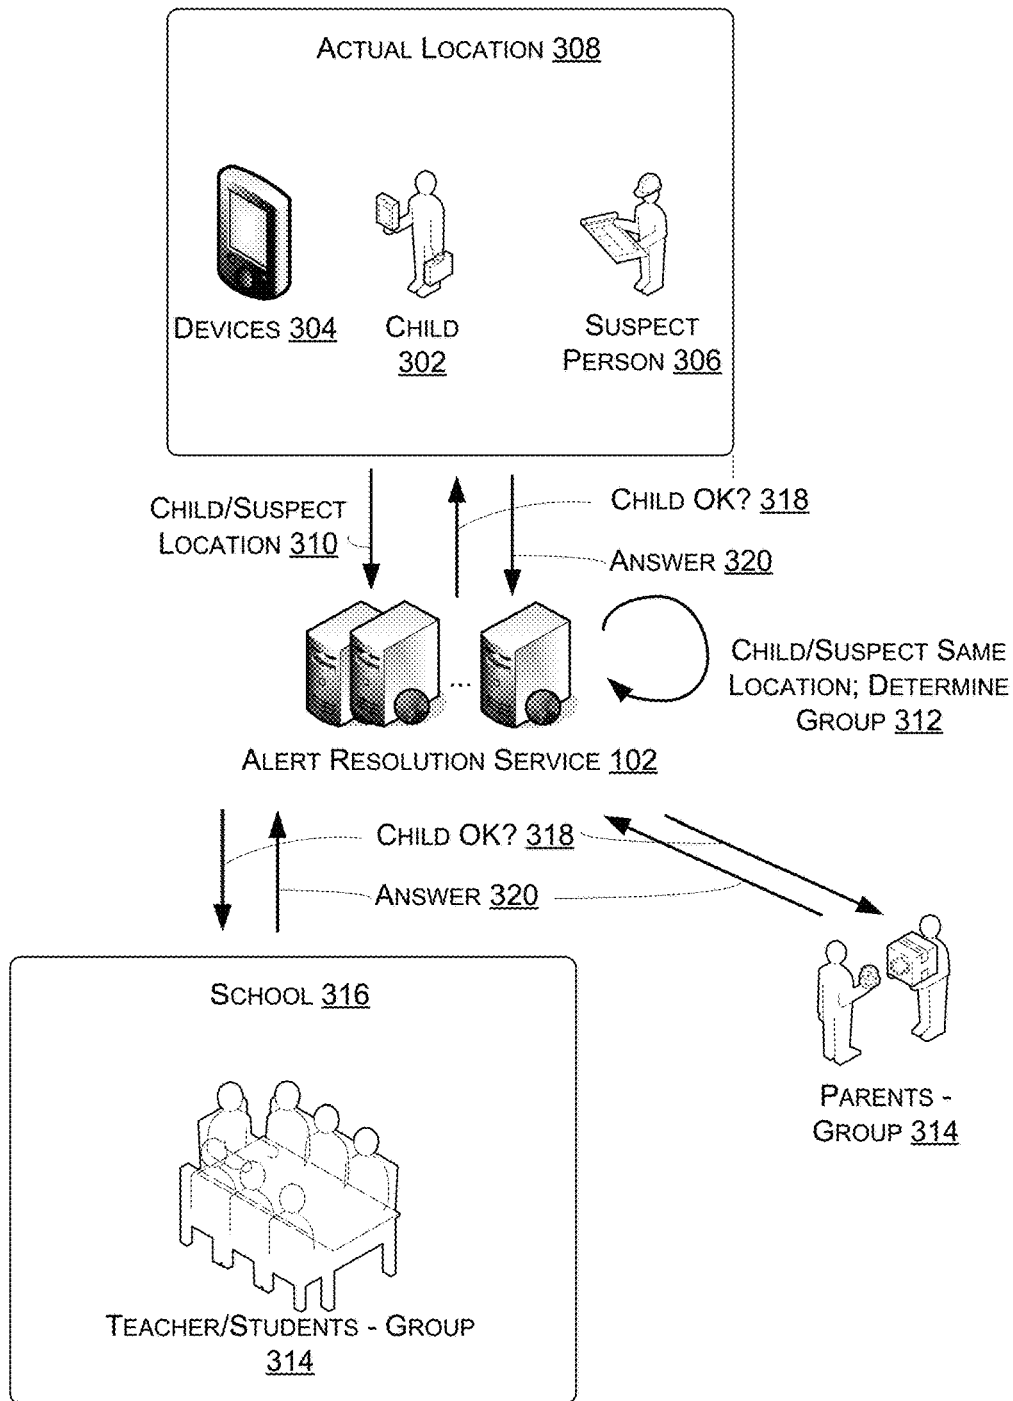 ACTUAL LOCATION 308
DEVICES 304
CHILD
302
SUSPECT
PERSON 306
CHILD/SUSPECT
LOCATION 310
CHILD OK? 318
ANSWER 320
...
CHILD/SUSPECT SAME
LOCATION; DETERMINE
GROUP 312
ALERT RESOLUTION SERVICE 102
CHILD OK? 318
ANSWER 320
SCHOOL 316
PARENTS -
GROUP 314
TEACHER/STUDENTS - GROUP
314